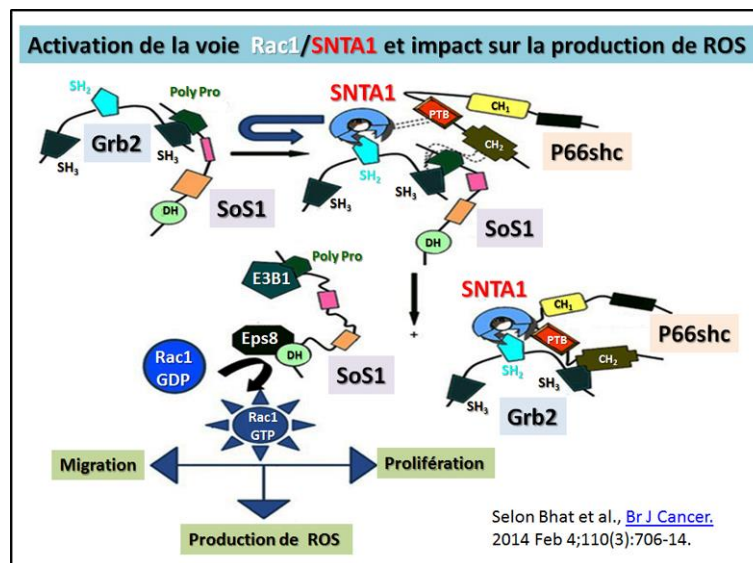 Activation de la voie Rac1/SNTA1 et impact sur la production de ROS
SH2
Poly Pro
Grb2
SH3
SH3
DH
SoS1
SNTA1
PTB
CH1
CH2
P66shc
SH2
SH3
SH3
DH
SoS1
Poly Pro
E3B1
Eps8
DH
SoS1
Rac1
GDP
Rac1
GTP
+
SNTA1
CH1
PTB
CH2
P66shc
SH2
SH3
SH3
Grb2
Migration
Prolifération
Production de ROS
Selon Bhat et al., Br J Cancer.
2014 Feb 4;110(3):706-14.